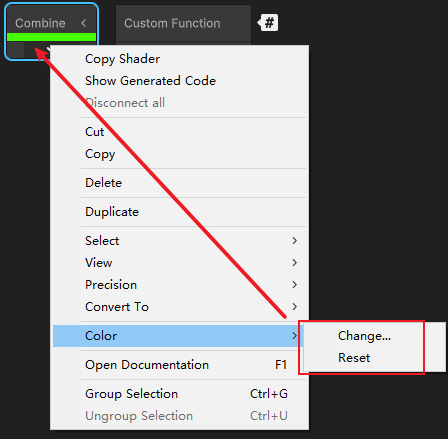 Combine
Custom Function
#
Copy Shader
Show Generated Code
Disconnect all
Cut
Copy
Delete
Duplicate
Select
View
Precision
Convert To
Color
Change...
Reset
Open Documentation F1
Group Selection Ctrl+G
Ungroup Selection Ctrl+U